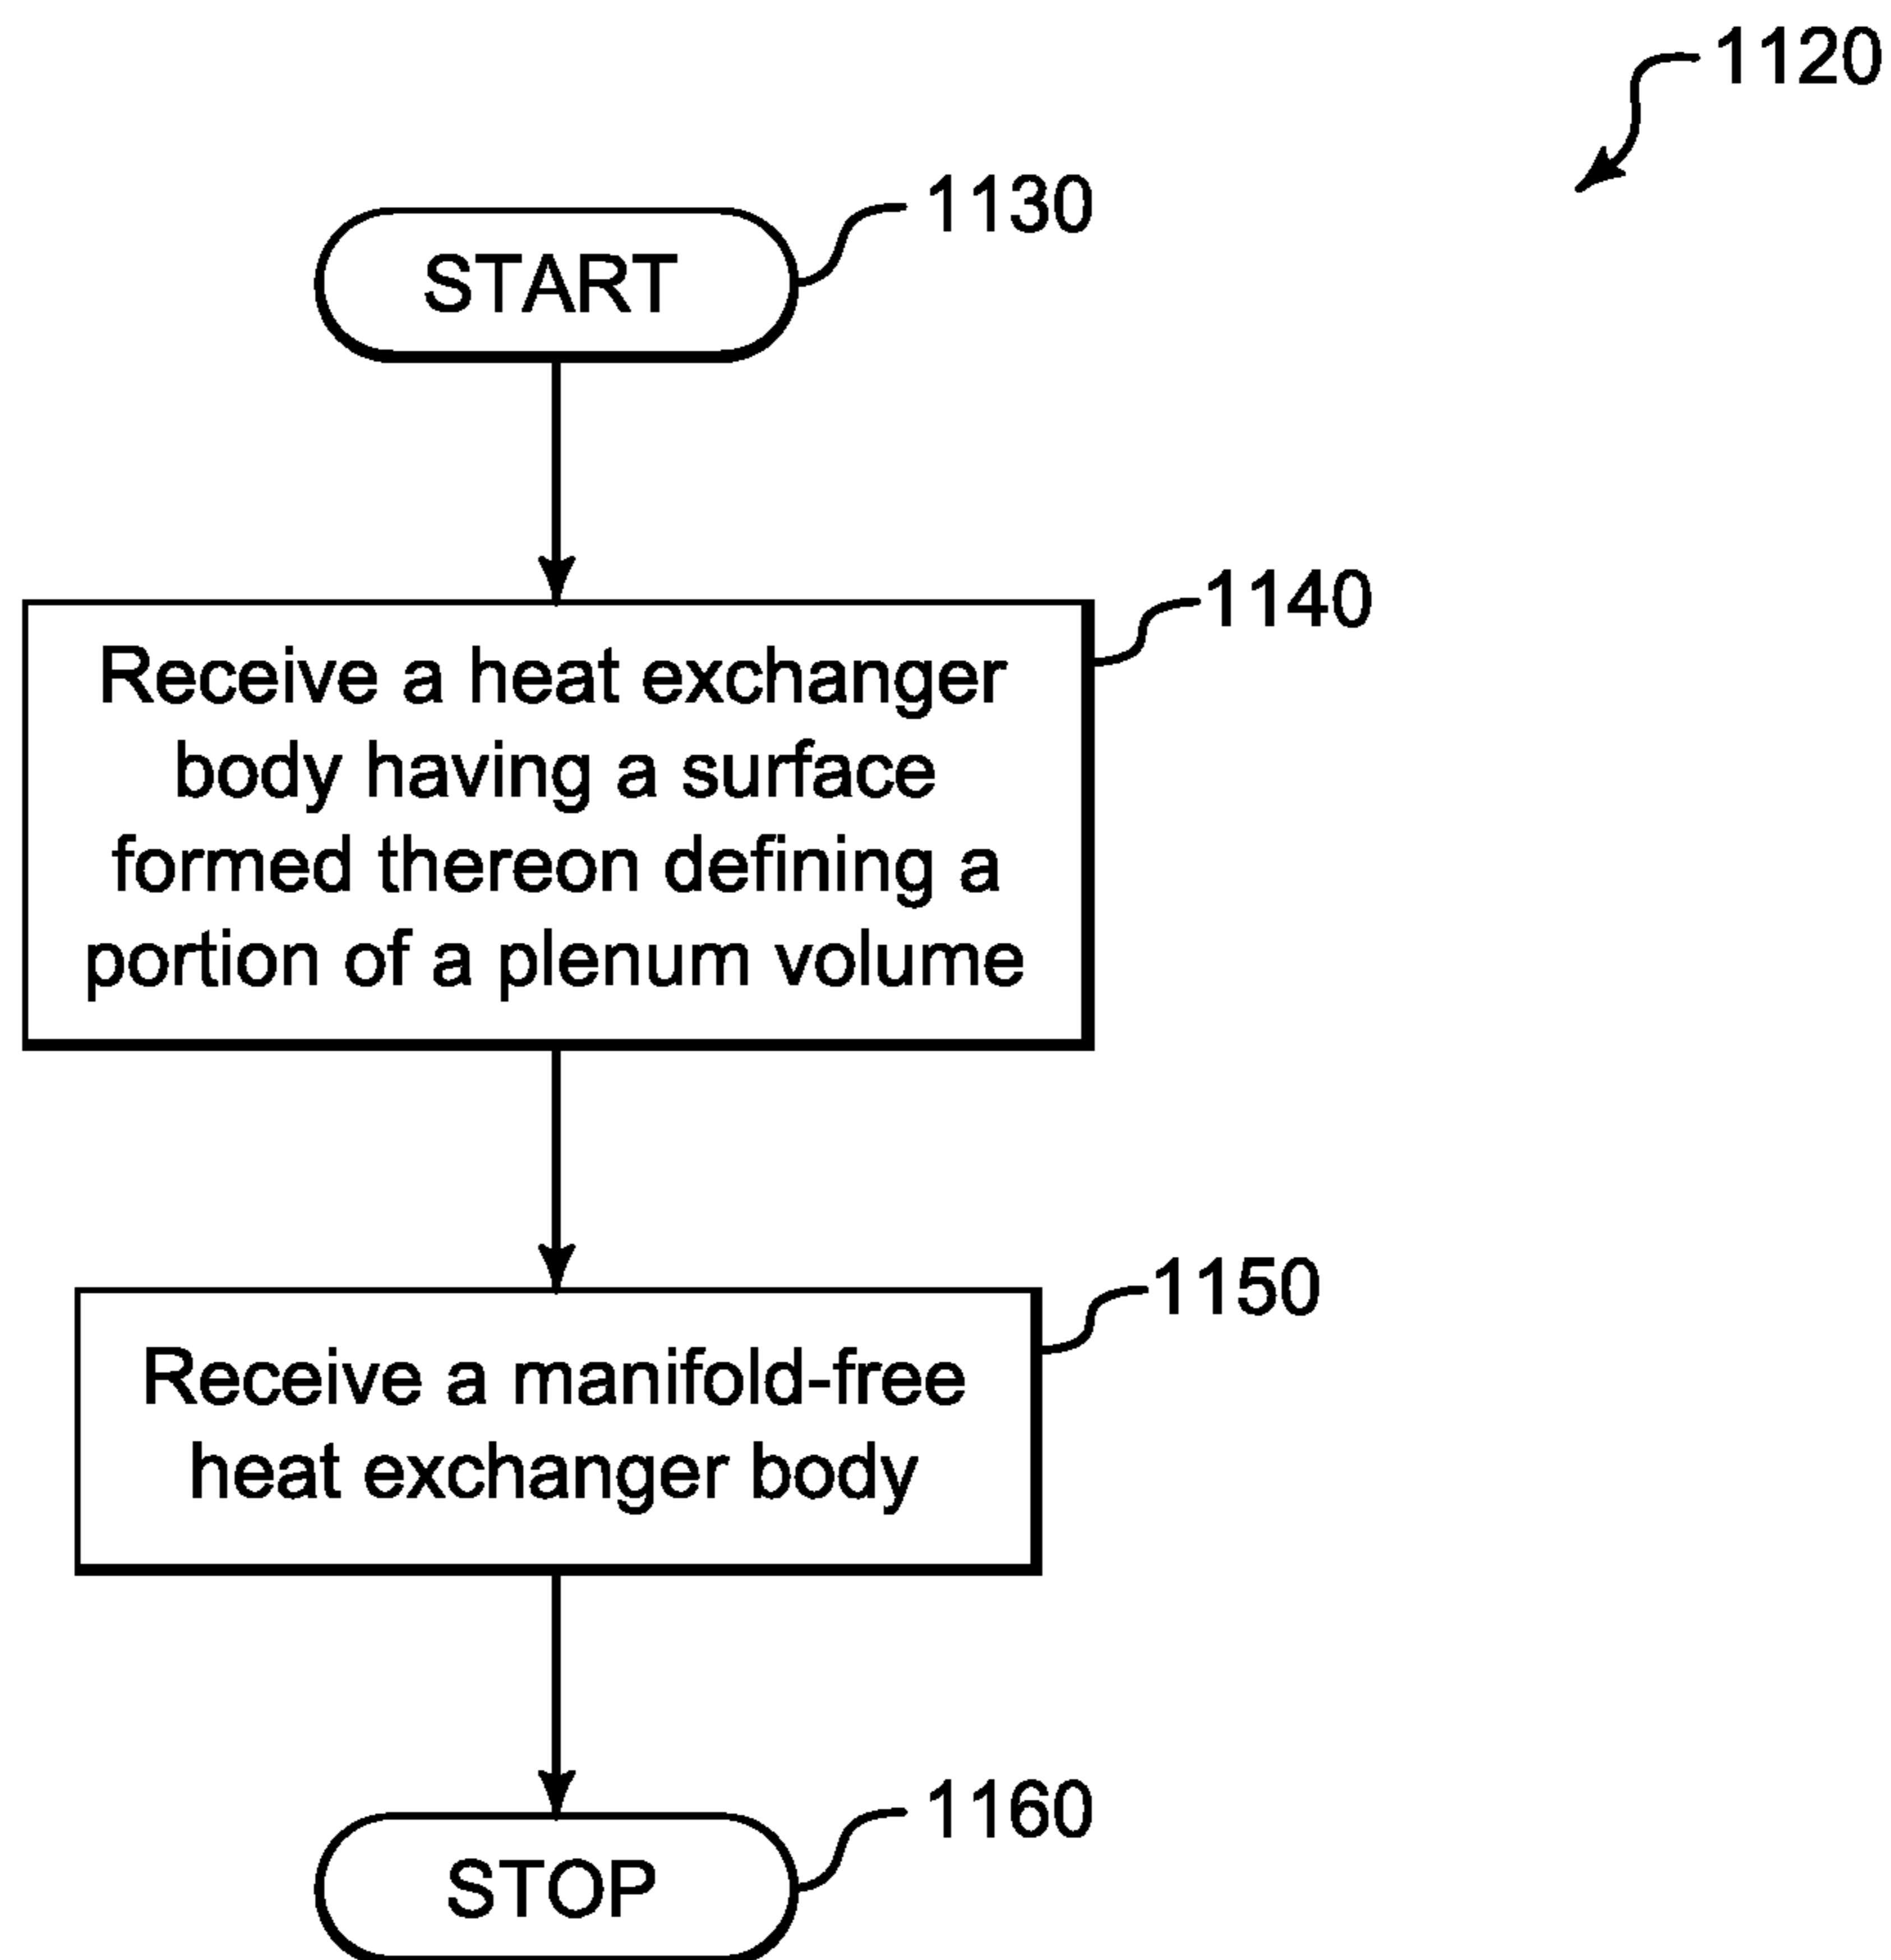 1120
1130
START
1140
Receive a heat exchanger
body having a surface
formed thereon defining a
portion of a plenum volume
1150
Receive a manifold-free
heat exchanger body
1160
STOP